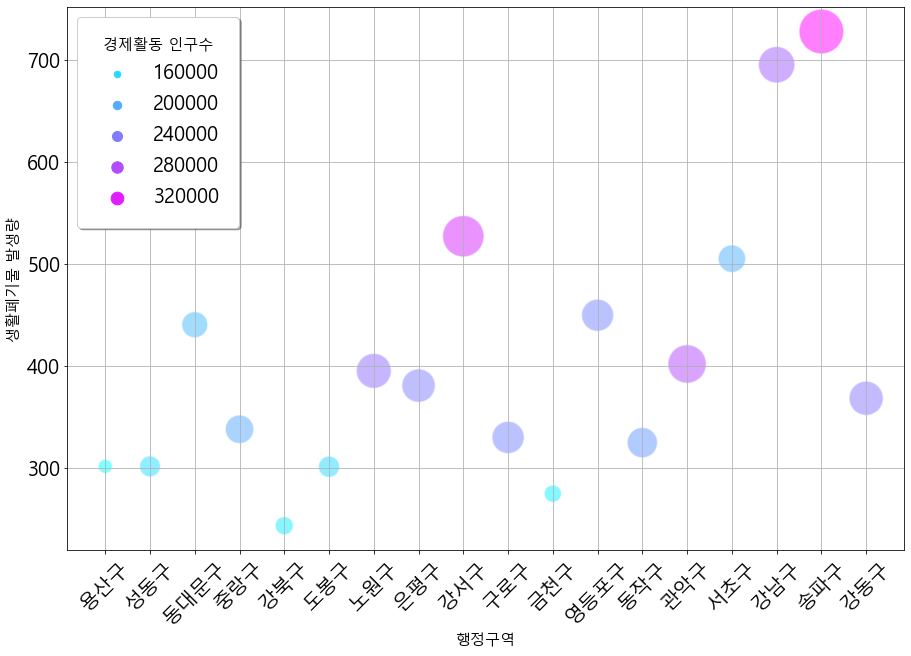 경제활동 인구수
160000
200000
240000
280000
320000
생활폐기물 발생량
700
600
500
400
300
용산구
성동구
동대문구
중랑구
강북구
도봉구
노원구
은평구
강서구
구로구
금천구
영등포구
동작구
관악구
서초구
강남구
송파구
강동구
행정구역